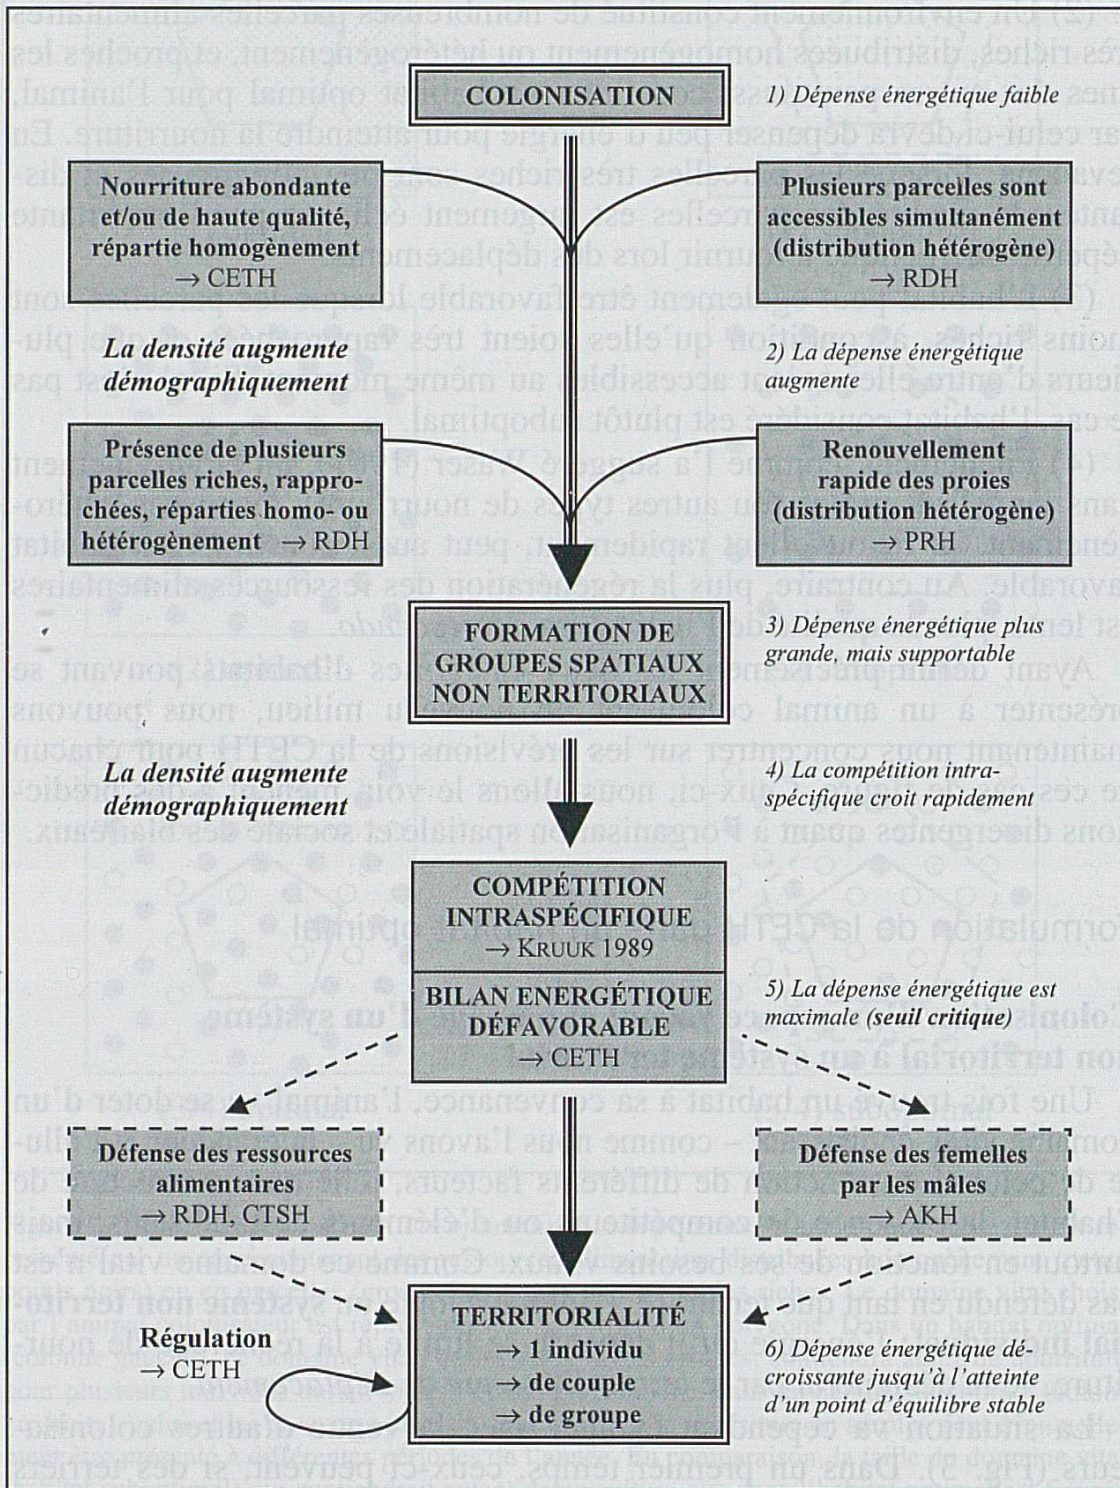 COLONISATION
1) Dépense énergétique faible
Nourriture abondante
et/ou de haute qualité,
répartie homogènement
→ CETH
Plusieurs parcelles sont
accessibles simultanément
(distribution hétérogène)
→ RDH
La densité augmente
démographiquement
2) La dépense énergétique
augmente
Présence de plusieurs
parcelles riches, rappro-
chées, réparties homo- ou
hétérogènement → RDH
Renouvellement
rapide des proies
(distribution hétérogène)
→ PRH
FORMATION DE
GROUPES SPATIAUX
NON TERRITORIAUX
3) Dépense énergétique plus
grande, mais supportable
La densité augmente
démographiquement
4) La compétition intra-
spécifique croit rapidement
COMPÉTITION
INTRASPÉCIFIQUE
→ KRUUK 1989
BILAN ENERGÉTIQUE
DÉFAVORABLE
→ CETH
5) La dépense énergétique est
maximale (seuil critique)
Défense des ressources
alimentaires
→ RDH, CTSH
Défense des femelles
par les mâles
→ AKH
TERRITORIALITÉ
→ 1 individu
→ de couple
→ de groupe
Régulation
→ CETH
6) Dépense énergétique dé-
croissante jusqu'à l'atteinte
d'un point d'équilibre stable